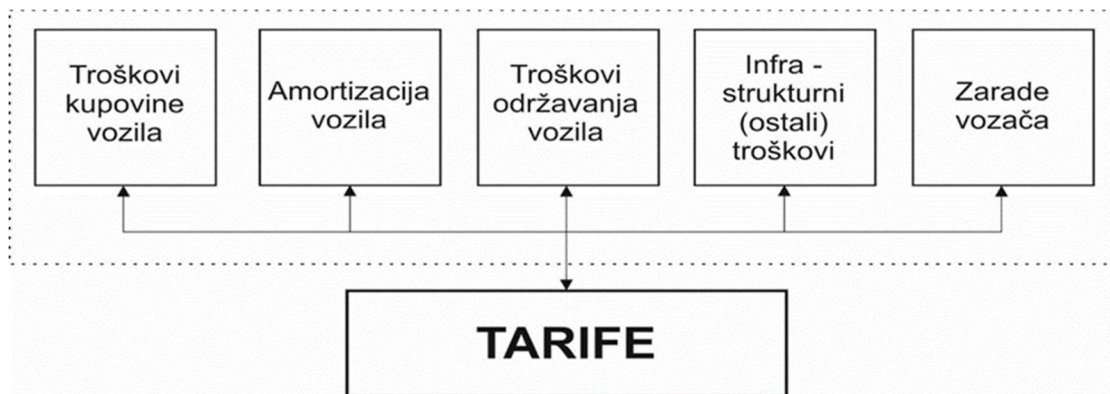 Troškovi
kupovine
vozila
Amortizacija
vozila
Troškovi
održavanja
vozila
Infra -
strukturni
(ostali)
troškovi
Zarade
vozača
TARIFE